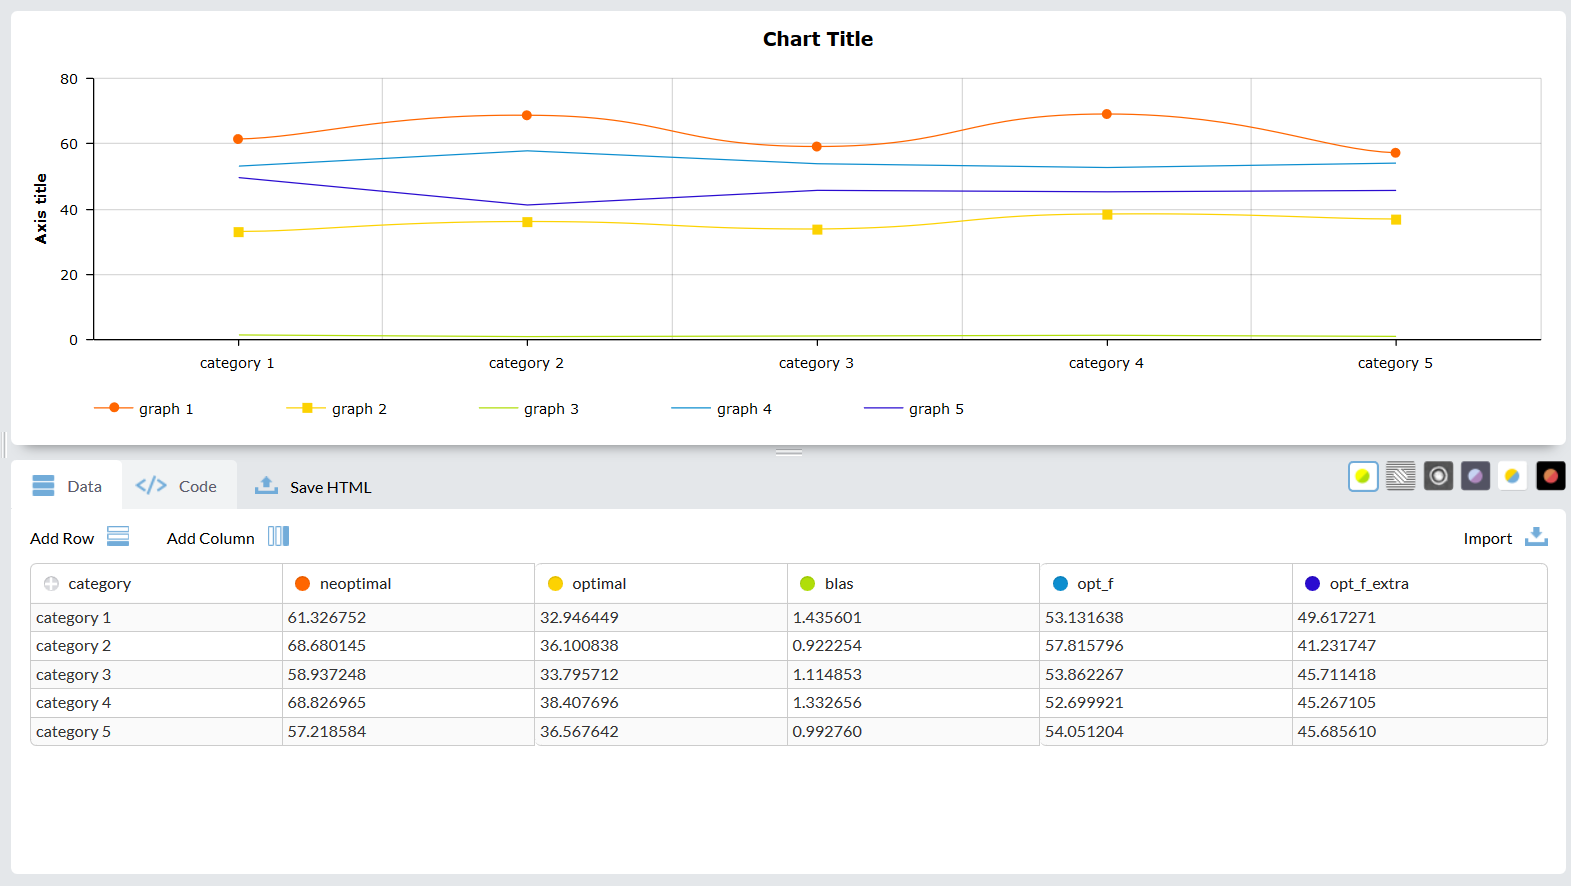 Chart Title
80
60
40
20
0
Axis title
category 1 category 2 category 3 category 4 category 5
graph 1 graph 2 graph 3 graph 4 graph 5
Data </> Code Save HTML
Add Row Add Column Import
category neoptimal optimal blas opt_f opt_f_extra
category 1 61.326752 32.946449 1.435601 53.131638 49.617271
category 2 68.680145 36.100838 0.922254 57.815796 41.231747
category 3 58.937248 33.795712 1.114853 53.862267 45.711418
category 4 68.826965 38.407696 1.332656 52.699921 45.267105
category 5 57.218584 36.567642 0.992760 54.051204 45.685610